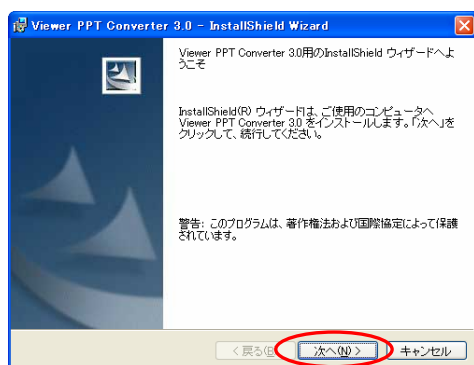 Viewer PPT Converter 3.0 - InstallShield Wizard
Viewer PPT Converter 3.0用のInstallShield ウィザードへよ
うこそ
InstallShield(R) ウィザードは、ご使用のコンピュータへ
Viewer PPT Converter 3.0 をインストールします。「次へ」を
クリックして、続行してください。
警告: このプログラムは、著作権法および国際協定によって保護
されています。
< 戻る(B)
次へ(N) >
キャンセル